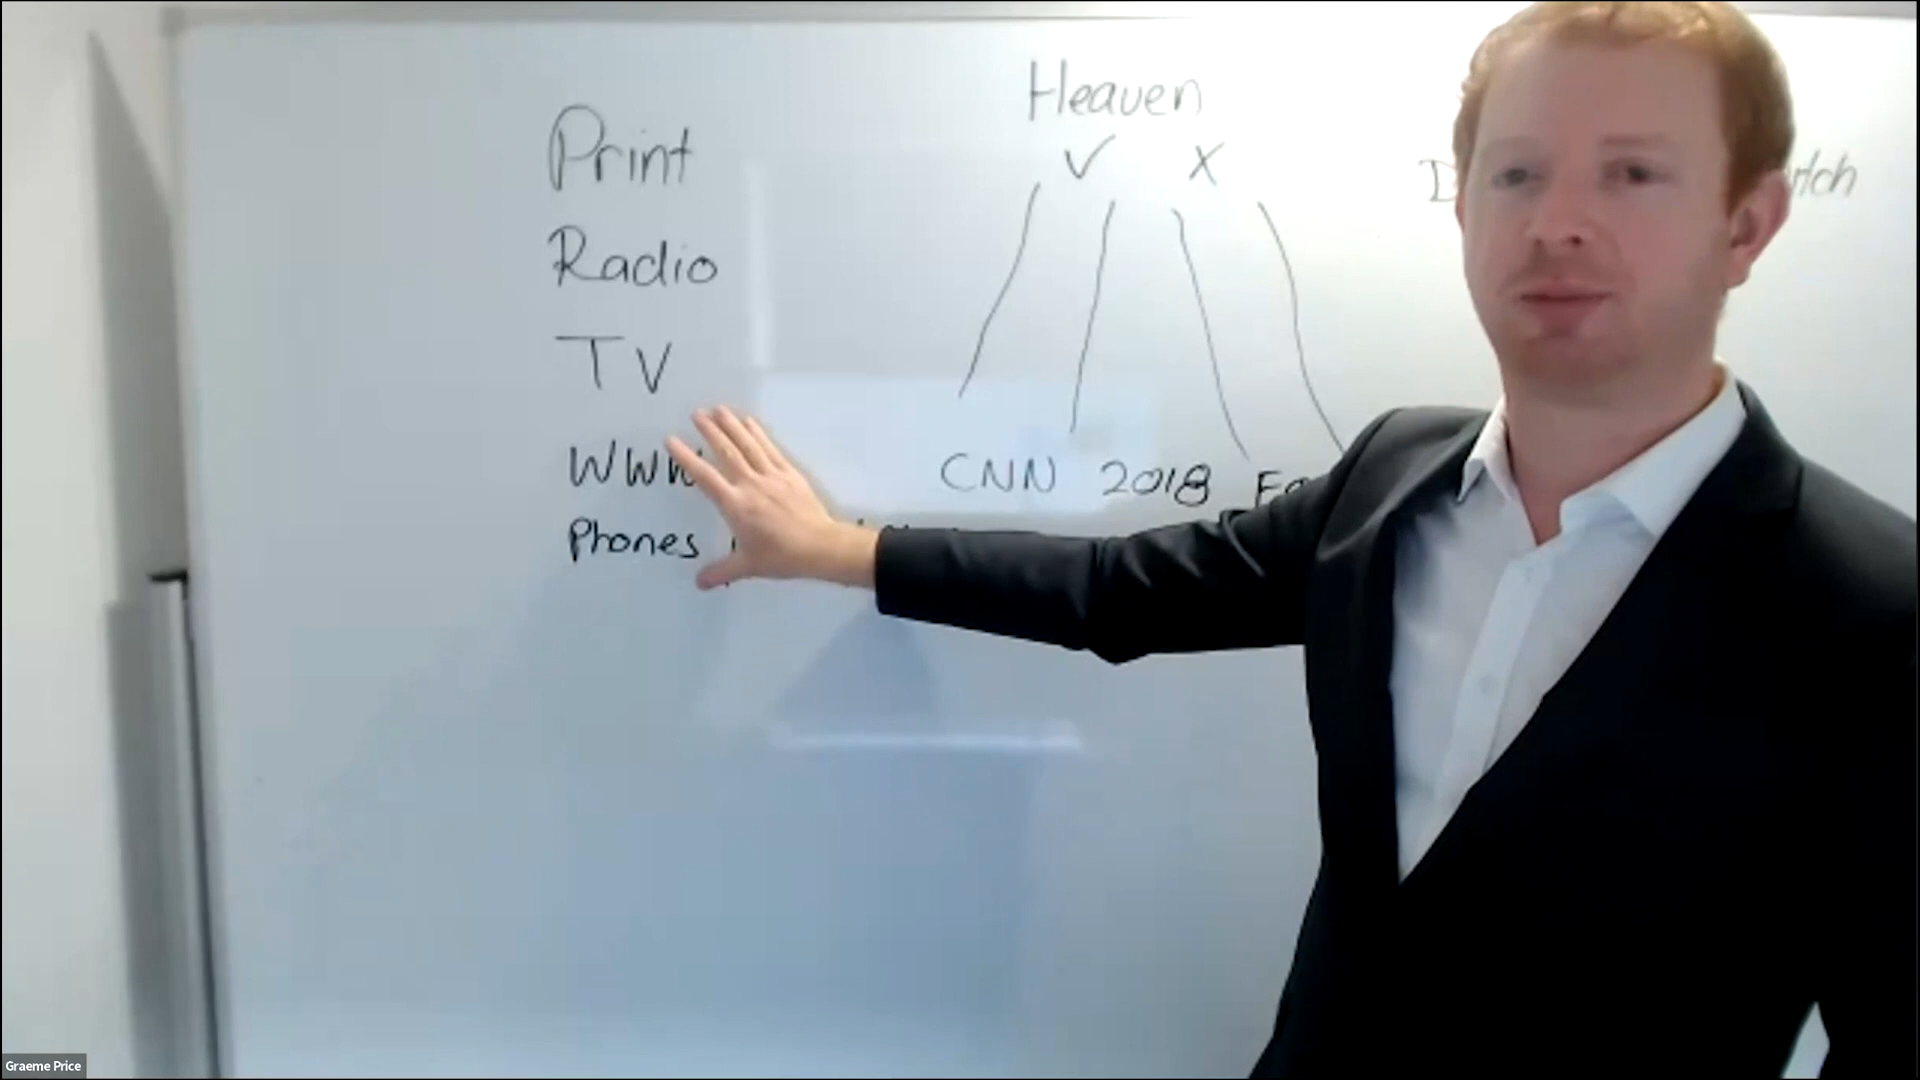 Print
Radio
TV
WWW
Phones
Heaven
✓ X
CNN 2018
Graeme Price